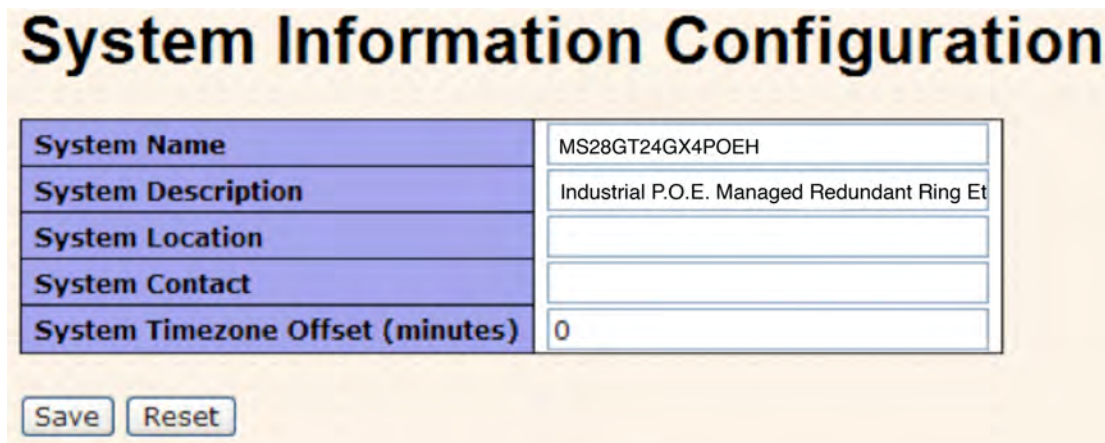 System Information Configuration
System Name MS28GT24GX4POEH
System Description Industrial P.O.E. Managed Redundant Ring Et
System Location
System Contact
System Timezone Offset (minutes) 0
Save Reset